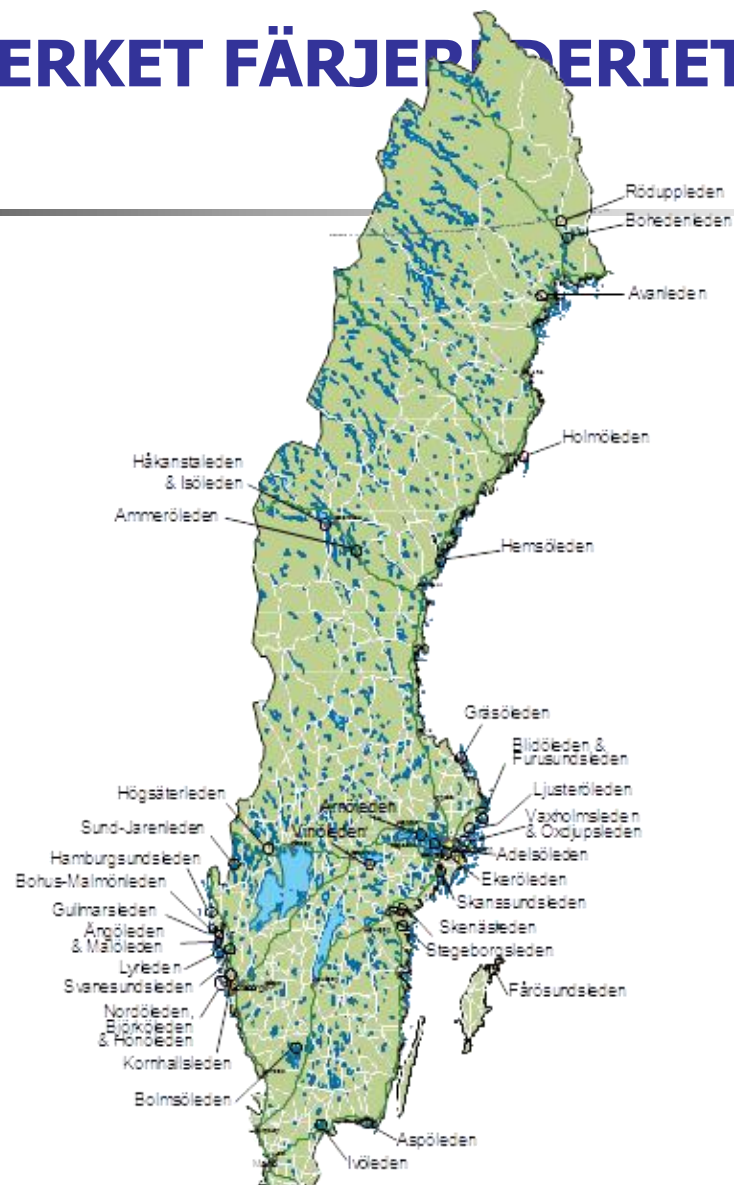 ERKET FÄRJEREDERIET
Röduppleden
Bohedenleden
Avanleden
Holmöleden
Håkanstaleden
& Isöleden
Ammeröleden
Hemsöleden
Gräsöleden
Blidöleden &
Furusundsleden
Ljusteröleden
Högsäterleden
Arnöleden
Vaxholmsleden
& Oxdjupsleden
Sund-Jarenleden
Vinöleden
Adelsöleden
Hamburgsundsleden
Ekeröleden
Bohus-Malmönleden
Skanssundsleden
Gullmarsleden
Skenäsleden
Ängöleden
& Malöleden
Stegeborgsleden
Lyrleden
Svanesundsleden
Fårösundsleden
Nordöleden,
Björköleden
& Hönöleden
Kornhallsleden
Bolmsöleden
Aspöleden
Ivöleden